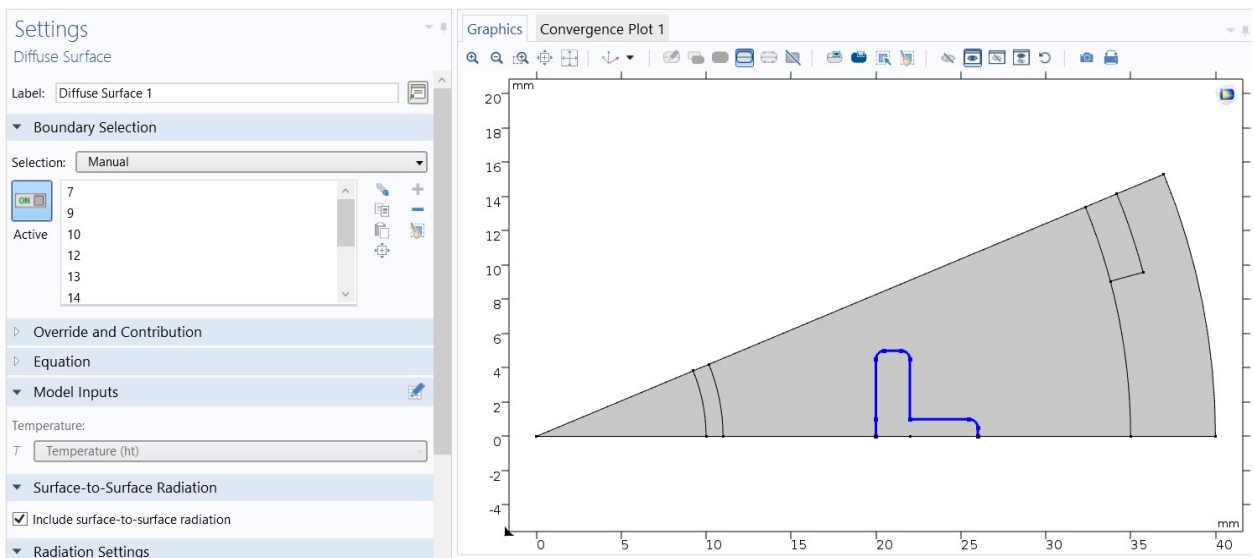 Settings
Diffuse Surface
Label: Diffuse Surface 1
Boundary Selection
Selection: Manual
ON
Active
7
9
10
12
13
14
Override and Contribution
Equation
Model Inputs
Temperature:
T Temperature (ht)
Surface-to-Surface Radiation
Include surface-to-surface radiation
Radiation Settings
Graphics Convergence Plot 1
mm
20
18
16
14
12
10
8
6
4
2
0
-2
-4
mm
0 5 10 15 20 25 30 35 40